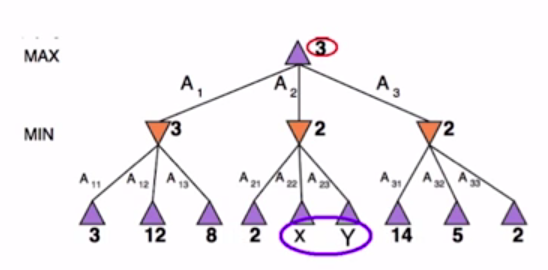 MAX
3
A₁ A₂ A₃
MIN
3 2 2
A₁₁ A₁₂ A₁₃ A₂₁ A₂₂ A₂₃ A₃₁ A₃₂ A₃₃
3 12 8 2 X Y 14 5 2